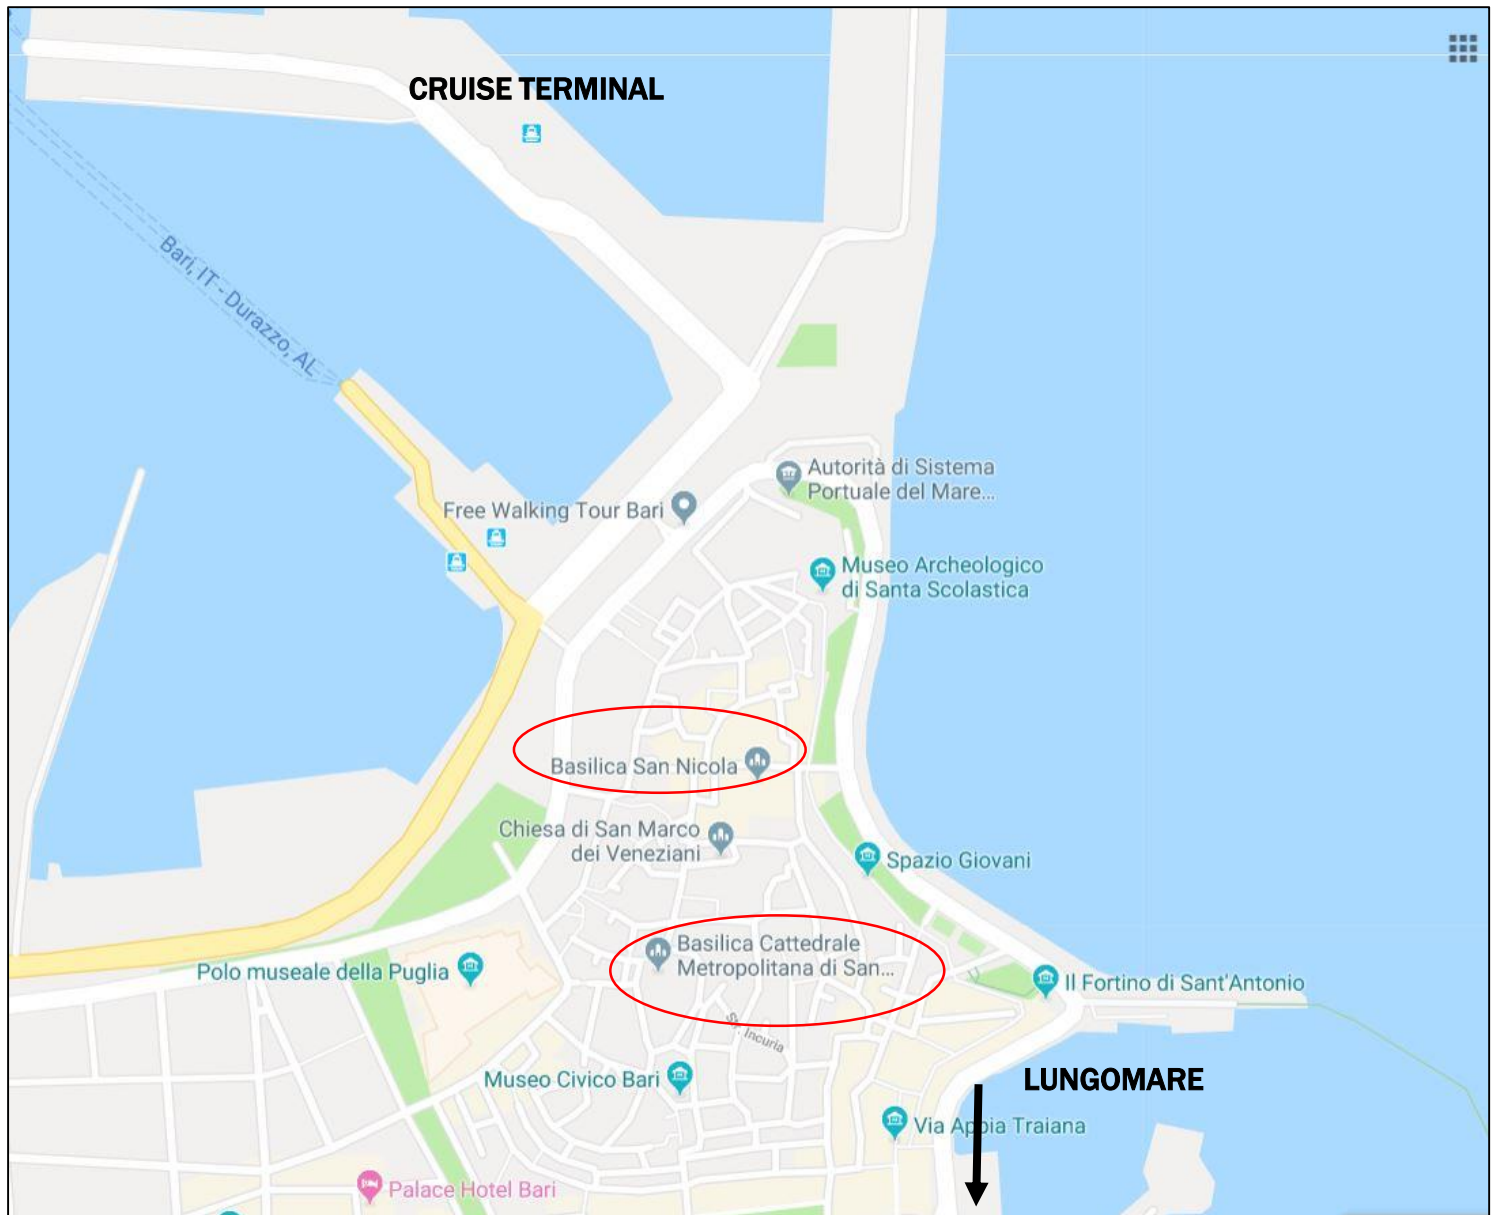 CRUISE TERMINAL
Bari, IT - Durazzo, AL
Autorità di Sistema
Portuale del Mare...
Free Walking Tour Bari
Museo Archeologico
di Santa Scolastica
Basilica San Nicola
Chiesa di San Marco
dei Veneziani
Spazio Giovani
Basilica Cattedrale
Metropolitana di San...
Polo museale della Puglia
Il Fortino di Sant'Antonio
Str. Incuria
Museo Civico Bari
LUNGOMARE
Via Appia Traiana
Palace Hotel Bari